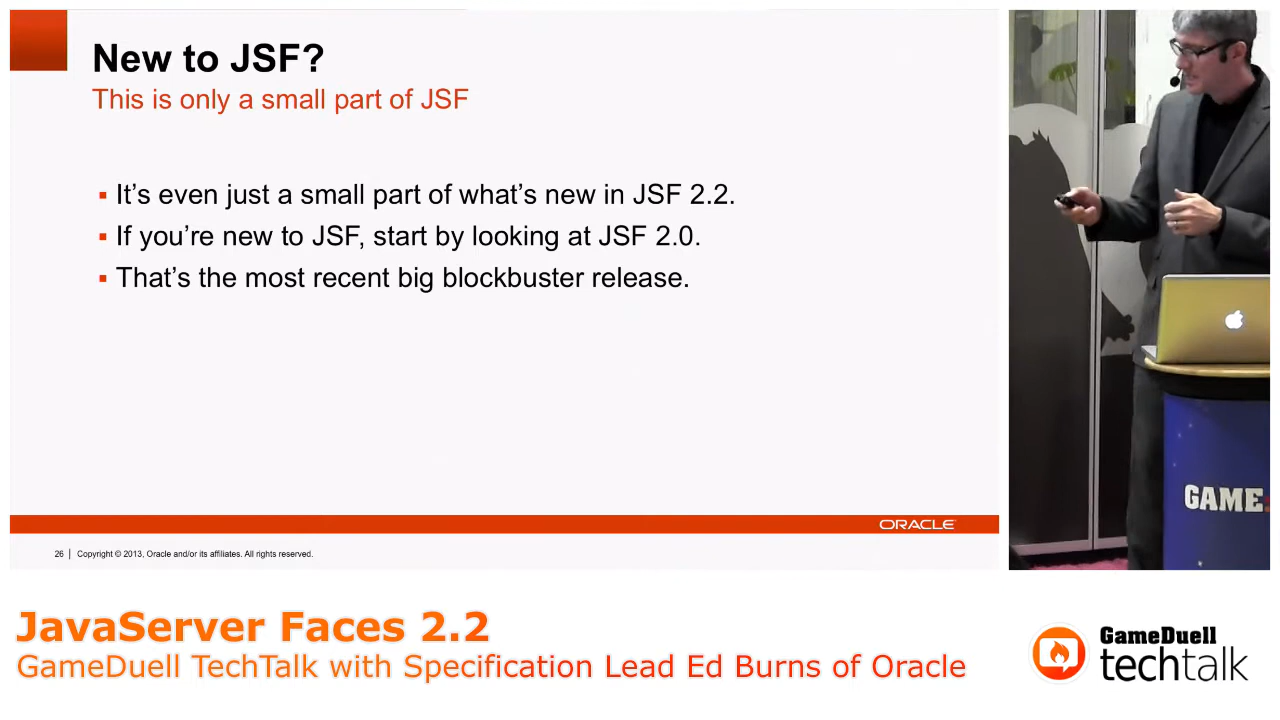 New to JSF?
This is only a small part of JSF
▪ It’s even just a small part of what’s new in JSF 2.2.
▪ If you’re new to JSF, start by looking at JSF 2.0.
▪ That’s the most recent big blockbuster release.
ORACLE
26 | Copyright © 2013, Oracle and/or its affiliates. All rights reserved.
GAME
JavaServer Faces 2.2
GameDuell TechTalk with Specification Lead Ed Burns of Oracle
GameDuell
techtalk